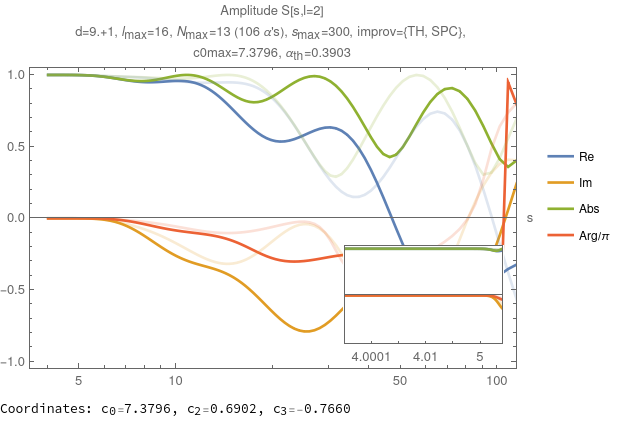 Amplitude S[s,l=2]
d=9.+1, lmax=16, Nmax=13 (106 α's), smax=300, improv={TH, SPC},
c0max=7.3796, αth=0.3903
1.0
0.5
0.0
−0.5
−1.0
5
10
50
100
s
4.0001
4.01
5
Re
Im
Abs
Arg/π
Coordinates: c0=7.3796, c2=0.6902, c3=-0.7660